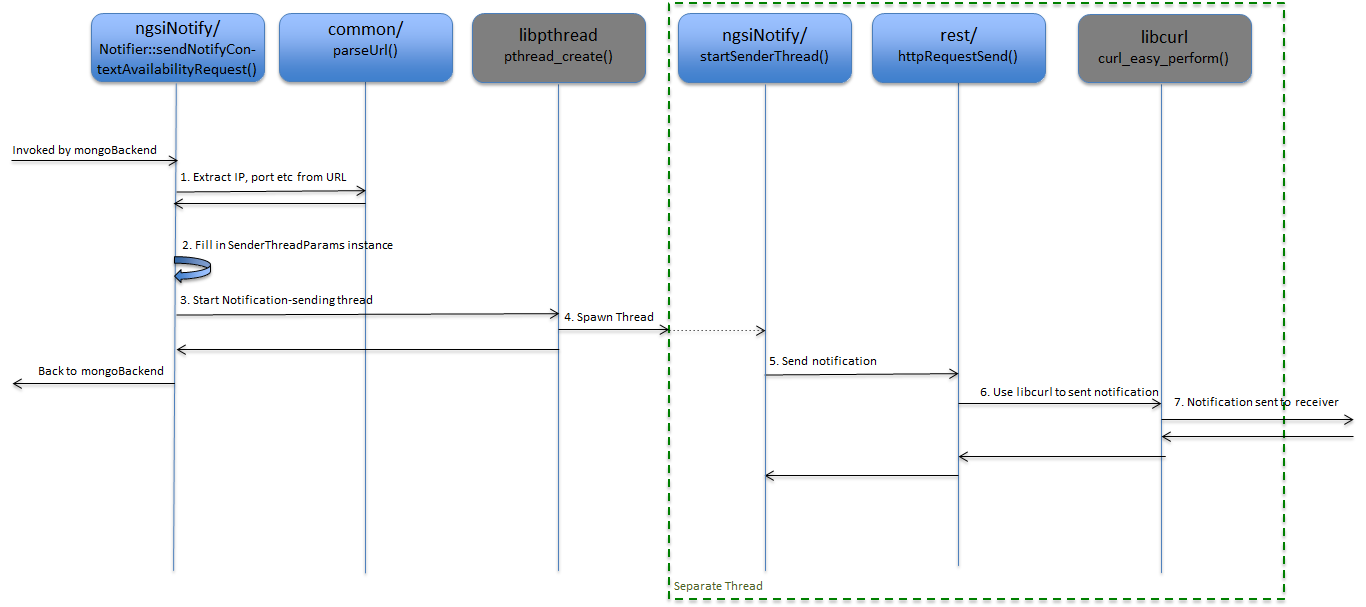 ngsiNotify/
Notifier::sendNotifyCon-
textAvailabilityRequest()
common/
parseUrl()
libpthread
pthread_create()
ngsiNotify/
startSenderThread()
rest/
httpRequestSend()
libcurl
curl_easy_perform()
Invoked by mongoBackend
1. Extract IP, port etc from URL
2. Fill in SenderThreadParams instance
3. Start Notification-sending thread
4. Spawn Thread
5. Send notification
Back to mongoBackend
6. Use libcurl to sent notification
7. Notification sent to receiver
Separate Thread